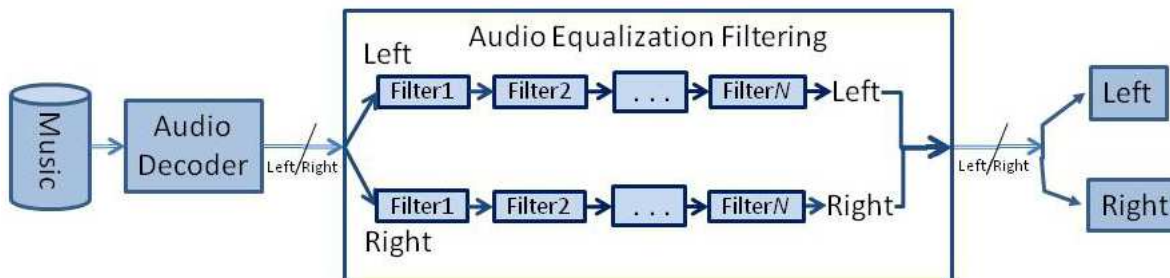 Audio Equalization Filtering
Left
Filter1 Filter2 ... FilterN Left
Music
Audio
Decoder
Left/Right
Filter1 Filter2 ... FilterN Right
Right
Left/Right
Left
Right